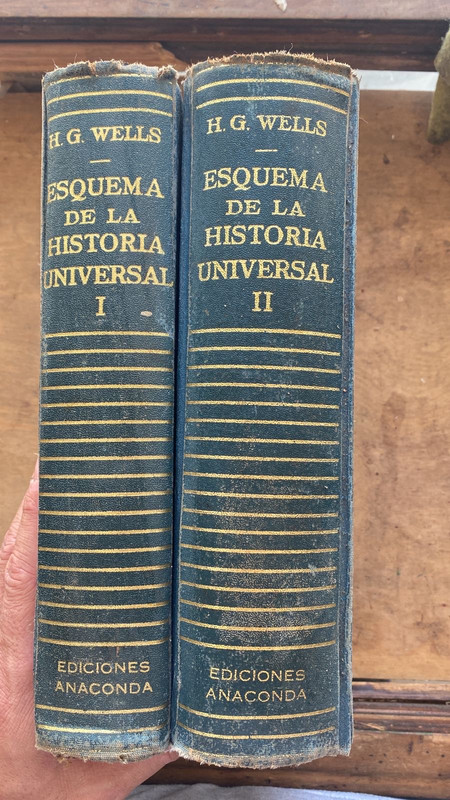 H. G. WELLS
ESQUEMA
DE LA
HISTORIA
UNIVERSAL
I
EDICIONES
ANACONDA
H. G. WELLS
ESQUEMA
DE LA
HISTORIA
UNIVERSAL
II
EDICIONES
ANACONDA